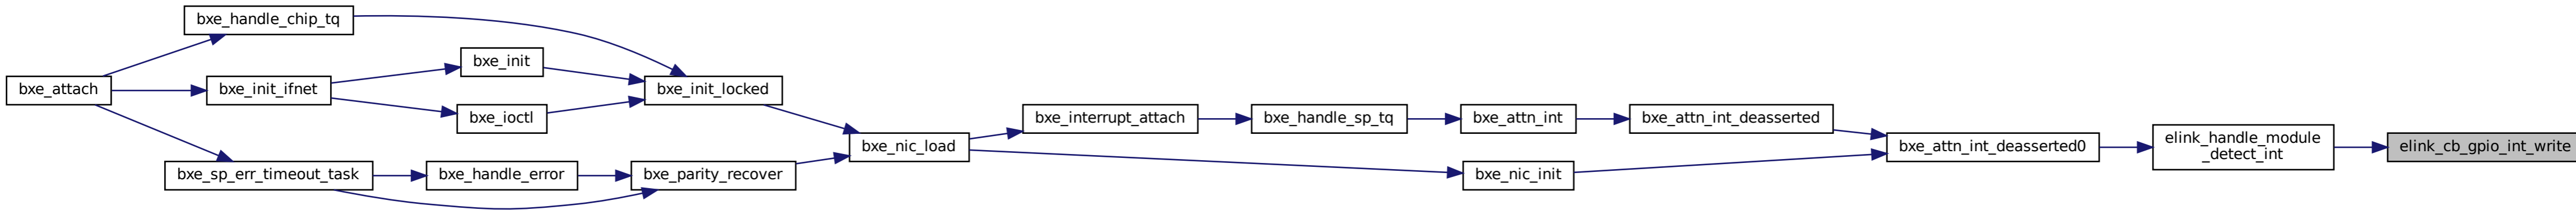 bxe_handle_chip_tq
bxe_init
bxe_attach
bxe_init_ifnet
bxe_init_locked
bxe_ioctl
bxe_interrupt_attach
bxe_handle_sp_tq
bxe_attn_int
bxe_attn_int_deasserted
bxe_nic_load
bxe_attn_int_deasserted0
elink_handle_module
_detect_int
elink_cb_gpio_int_write
bxe_sp_err_timeout_task
bxe_handle_error
bxe_parity_recover
bxe_nic_init